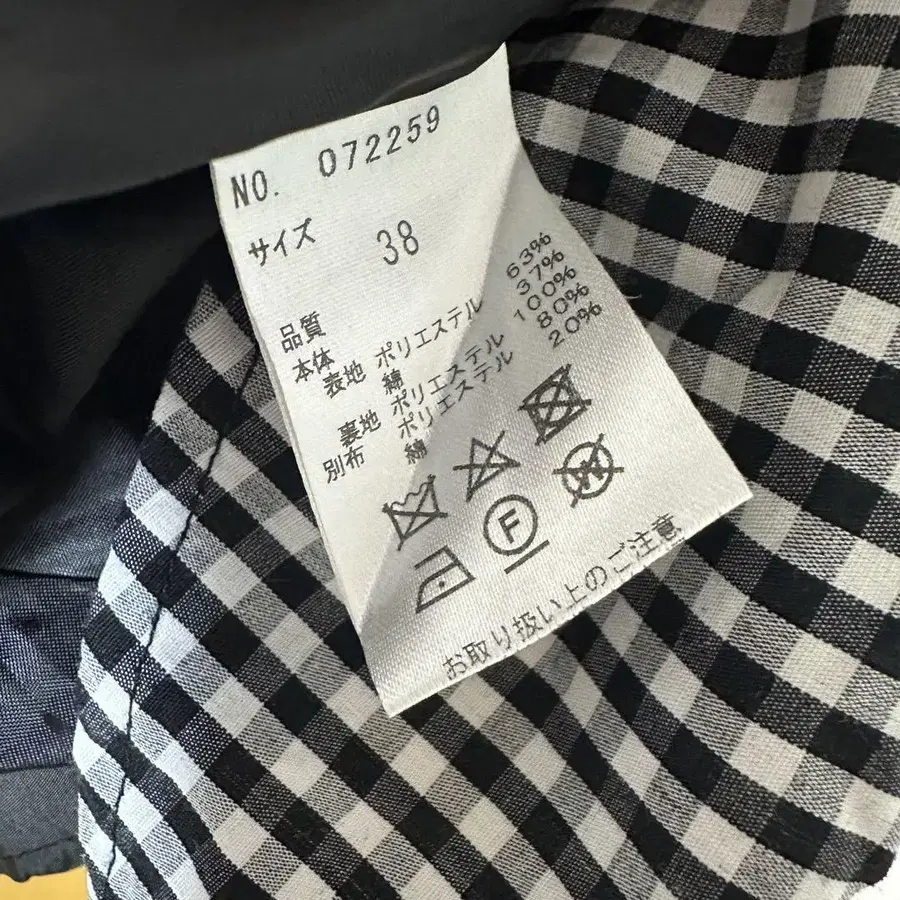 NO. 072259
サイズ 38
品質
本体
表地 ポリエステル 63%
綿 37%
裏地 ポリエステル 100%
別布 ポリエステル 80%
綿 20%
F
W
お取り扱い上のご注意